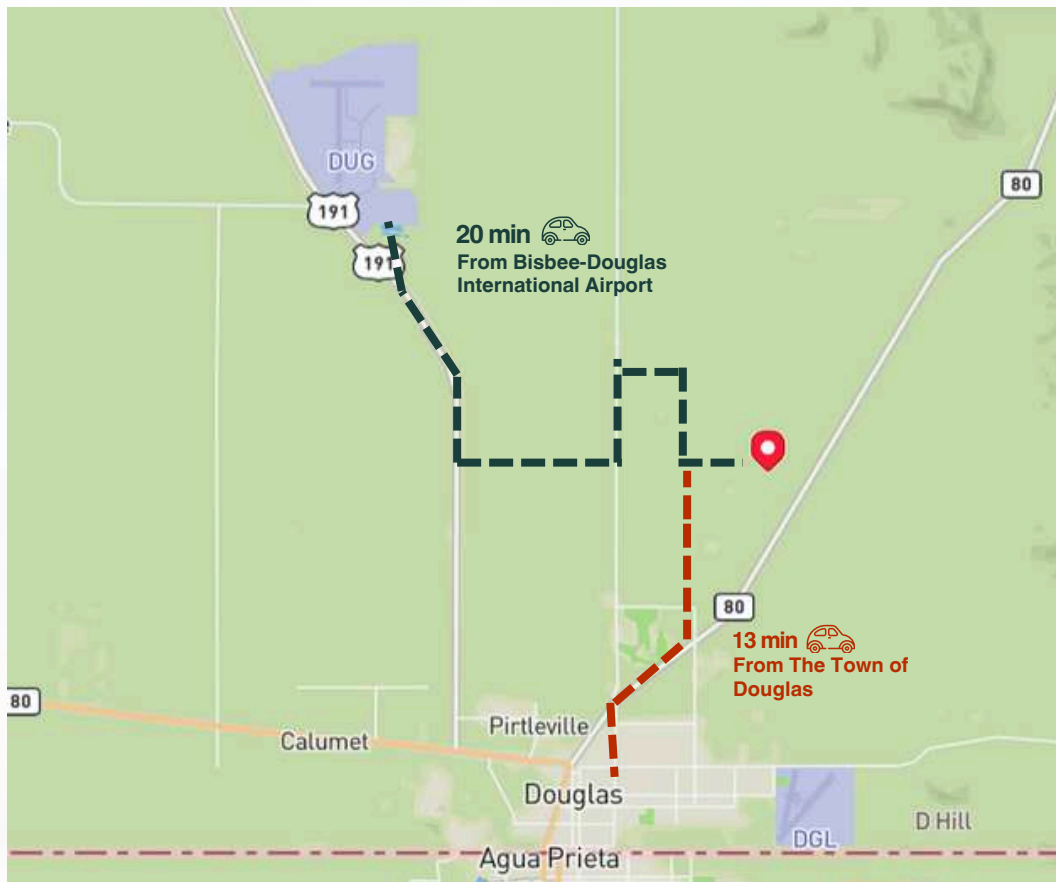 DUG
80
191
191
20 min
From Bisbee-Douglas
International Airport
80
13 min
From The Town of
Douglas
80
Pirtleville
Calumet
Douglas
D Hill
DGL
Agua Prieta